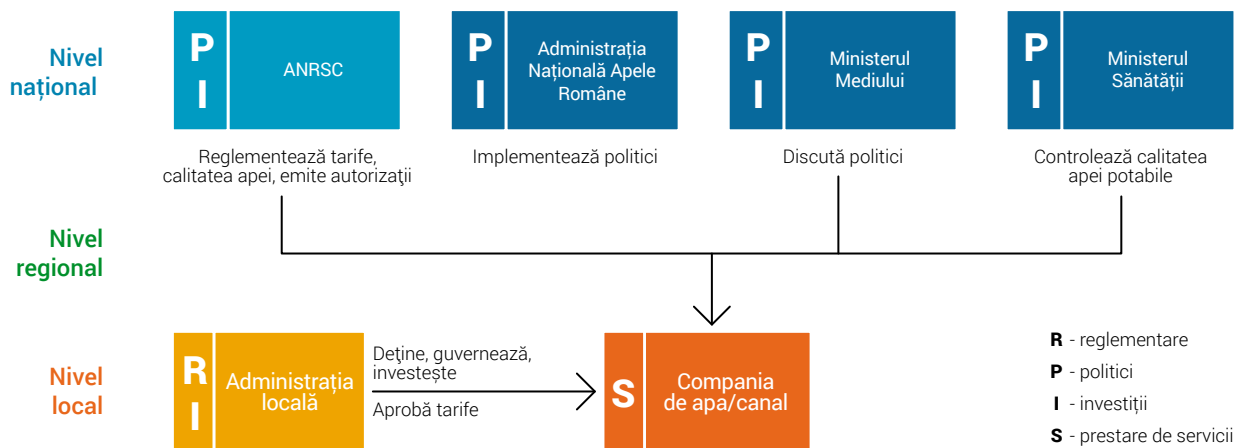 Nivel
național
P
I
ANRSC
P
I
Administrația
Națională Apele
Române
P
I
Ministerul
Mediului
P
I
Ministerul
Sănătății
Reglementează tarife,
calitatea apei, emite autorizaţii
Implementează politici
Discută politici
Controlează calitatea
apei potabile
Nivel
regional
Nivel
local
R
I
Administrația
locală
Deţine, guvernează,
investește
Aprobă tarife
S
Compania
de apa/canal
R - reglementare
P - politici
I - investiții
S - prestare de servicii